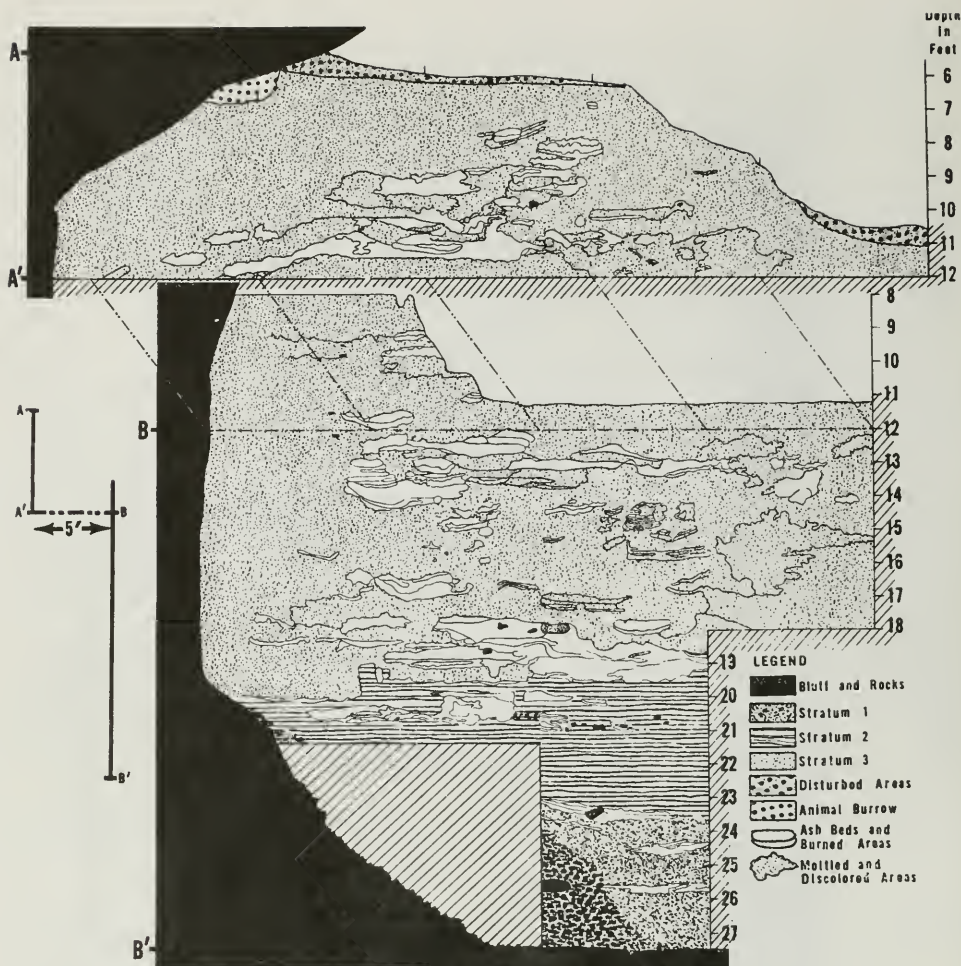 Depth
in
Feet
A
6
7
8
9
10
11
A'
12
8
9
10
11
B
12
13
14
15
16
17
18
A
A'
B
5'
B'
13
20
21
22
23
24
25
26
27
B'
LEGEND
Bluff and Rocks
Stratum 1
Stratum 2
Stratum 3
Disturbed Areas
Animal Burrow
Ash Beds and
Burned Areas
Mottled and
Discolored Areas